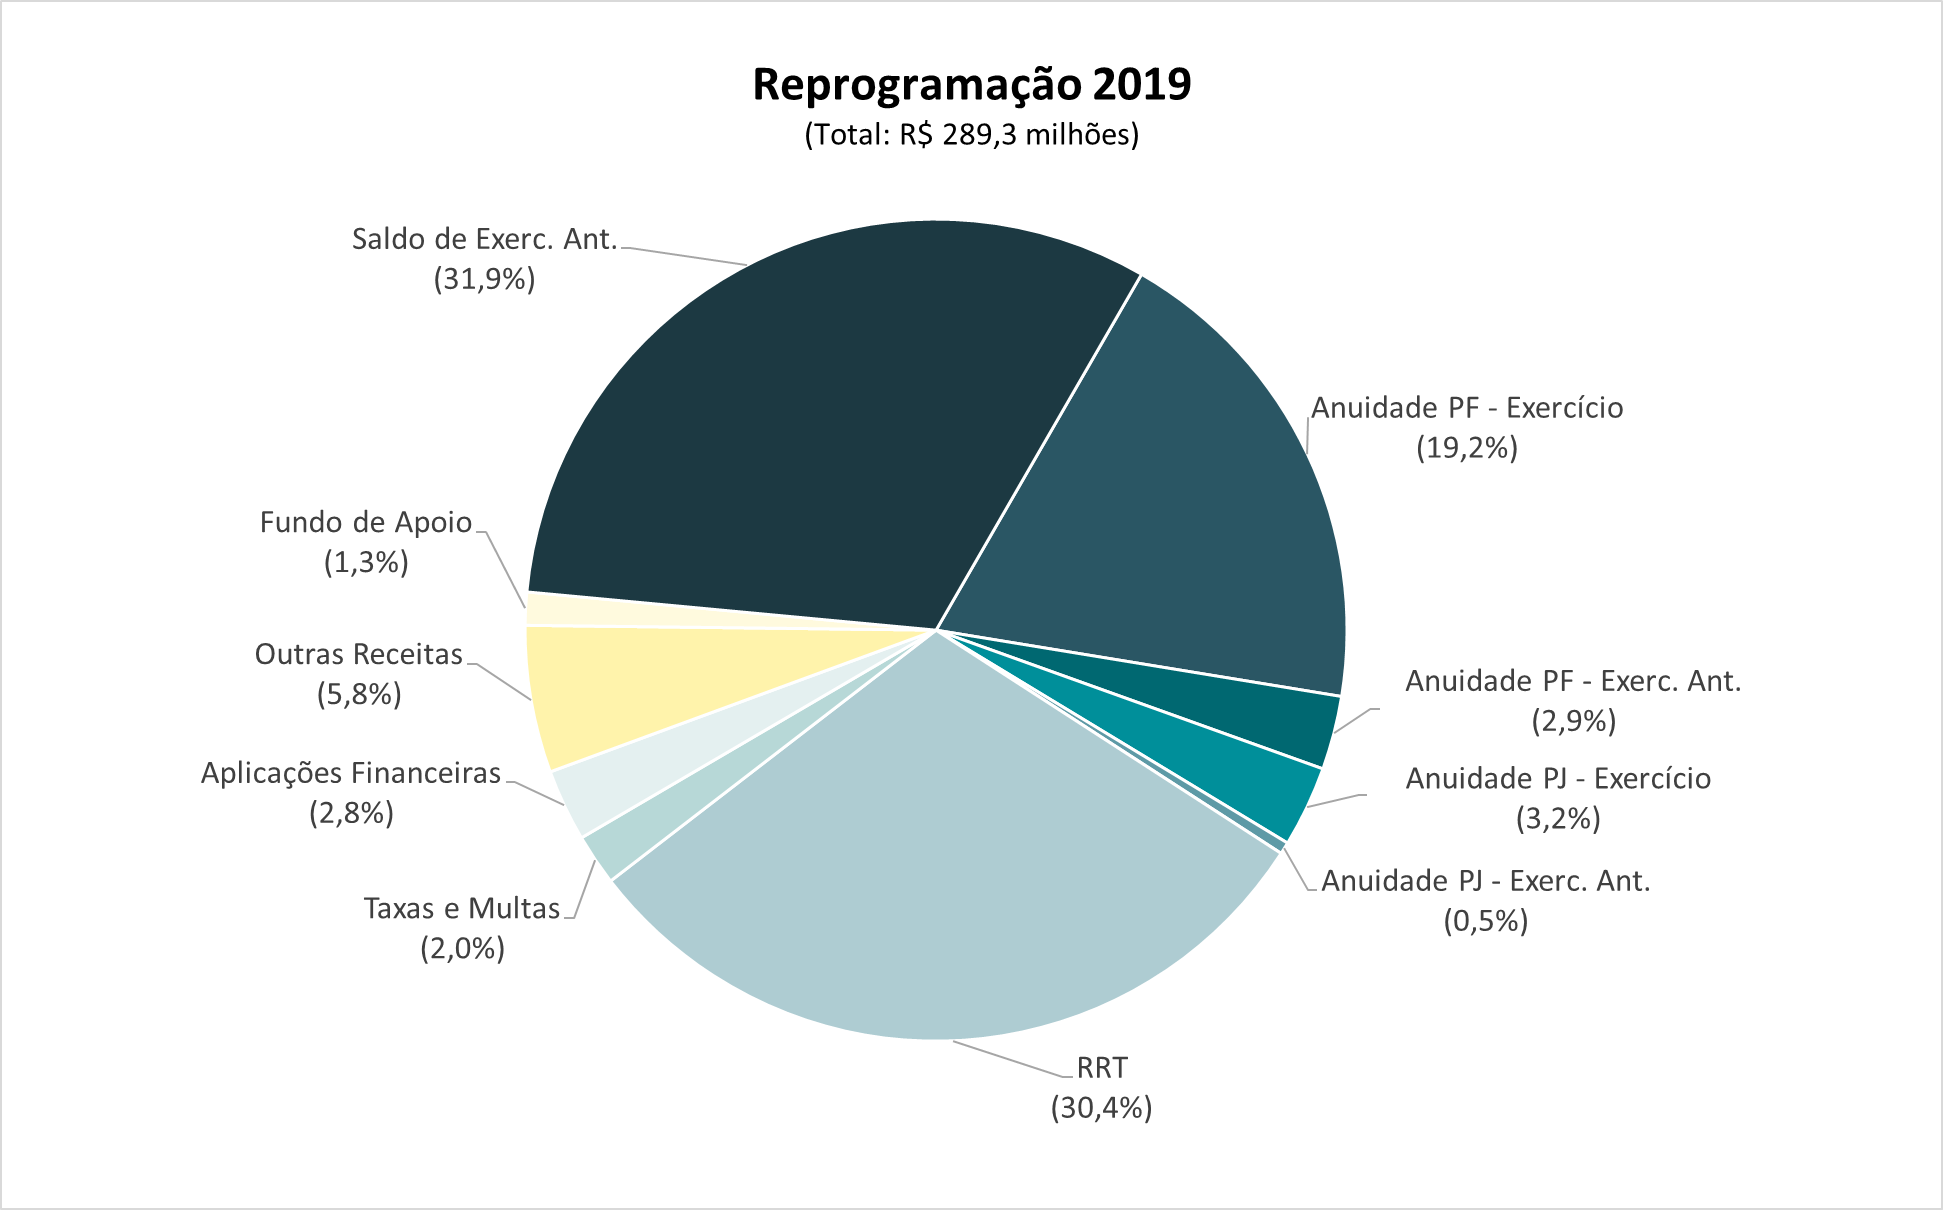 Reprogramação 2019
(Total: R$ 289,3 milhões)
Saldo de Exerc. Ant.
(31,9%)
Anuidade PF - Exercício
(19,2%)
Fundo de Apoio
(1,3%)
Outras Receitas
(5,8%)
Anuidade PF - Exerc. Ant.
(2,9%)
Aplicações Financeiras
(2,8%)
Anuidade PJ - Exercício
(3,2%)
Anuidade PJ - Exerc. Ant.
(0,5%)
Taxas e Multas
(2,0%)
RRT
(30,4%)